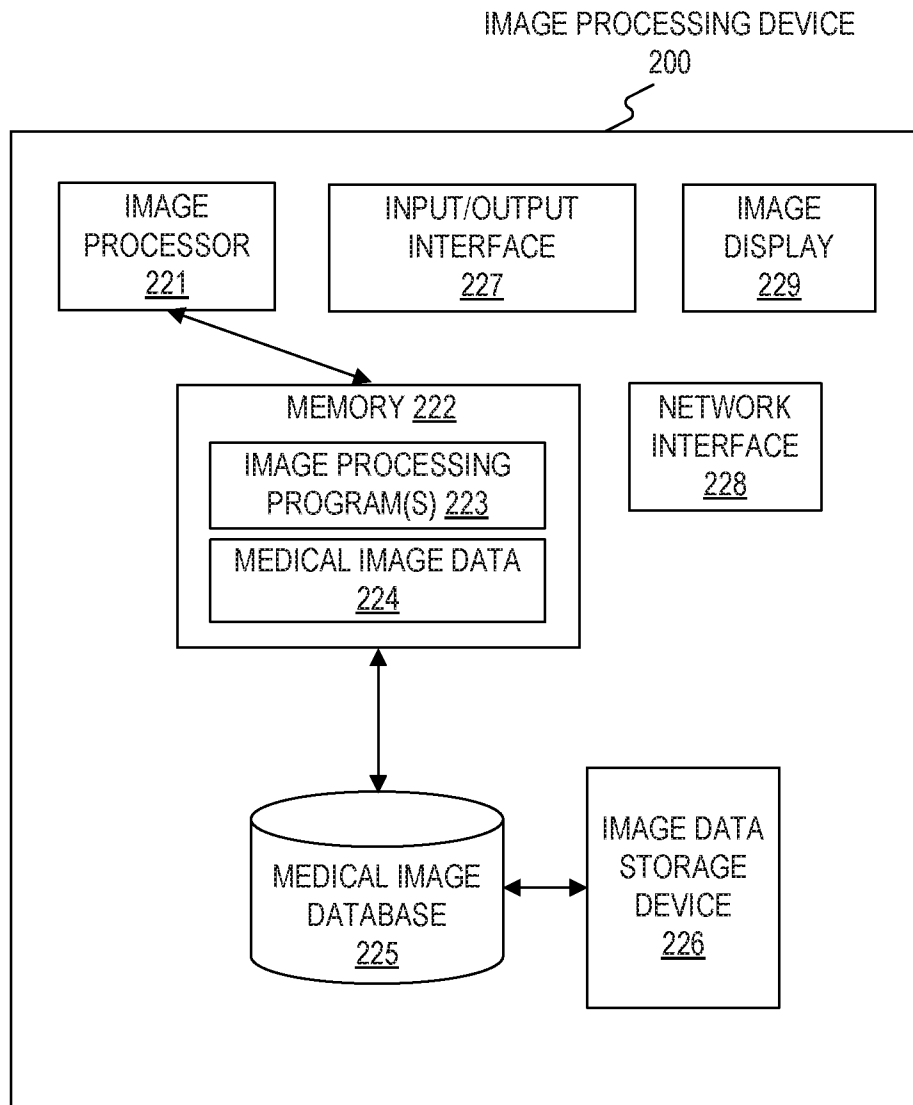 IMAGE PROCESSING DEVICE
200
IMAGE
PROCESSOR
221
INPUT/OUTPUT
INTERFACE
227
IMAGE
DISPLAY
229
MEMORY 222
IMAGE PROCESSING
PROGRAM(S) 223
MEDICAL IMAGE DATA
224
NETWORK
INTERFACE
228
MEDICAL IMAGE
DATABASE
225
IMAGE DATA
STORAGE
DEVICE
226